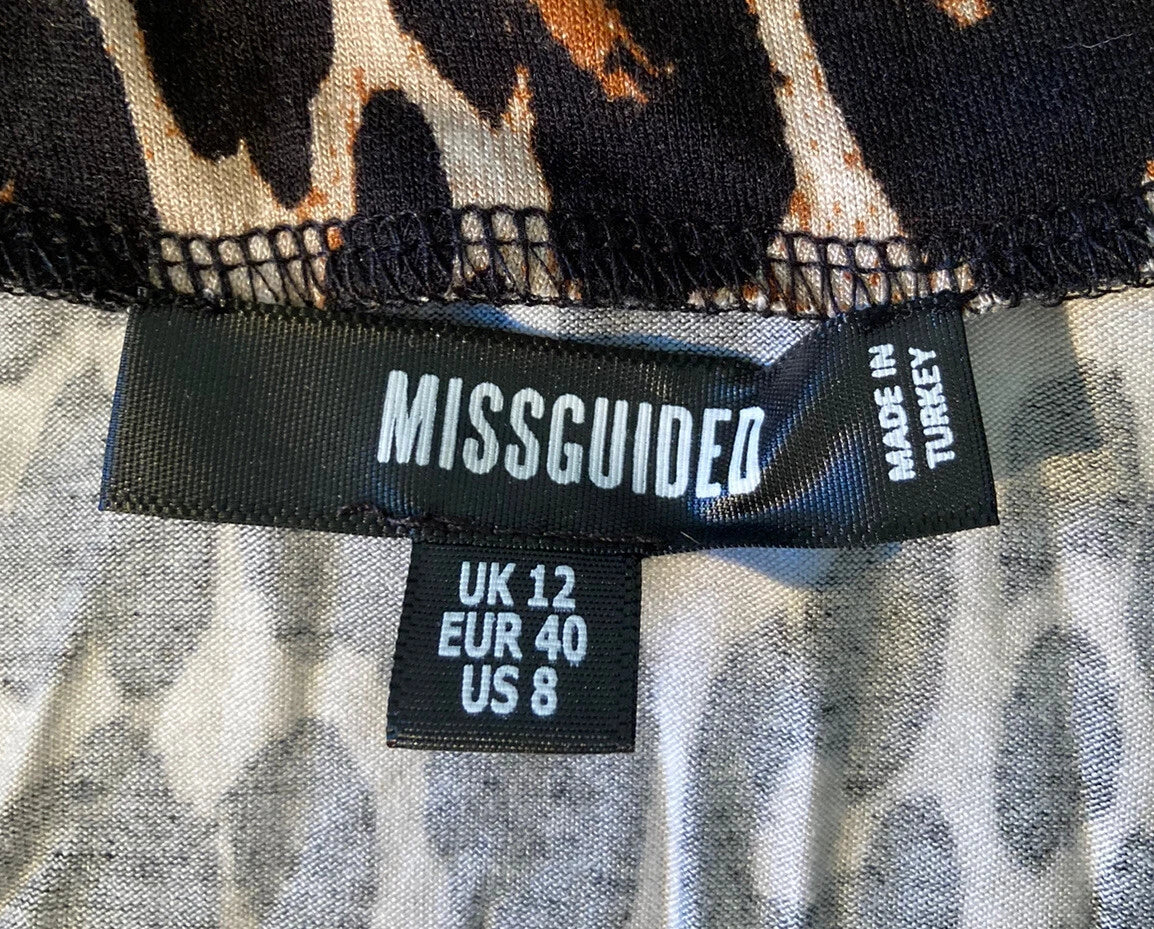 MISSGUIDED
MADE IN
TURKEY
UK 12
EUR 40
US 8